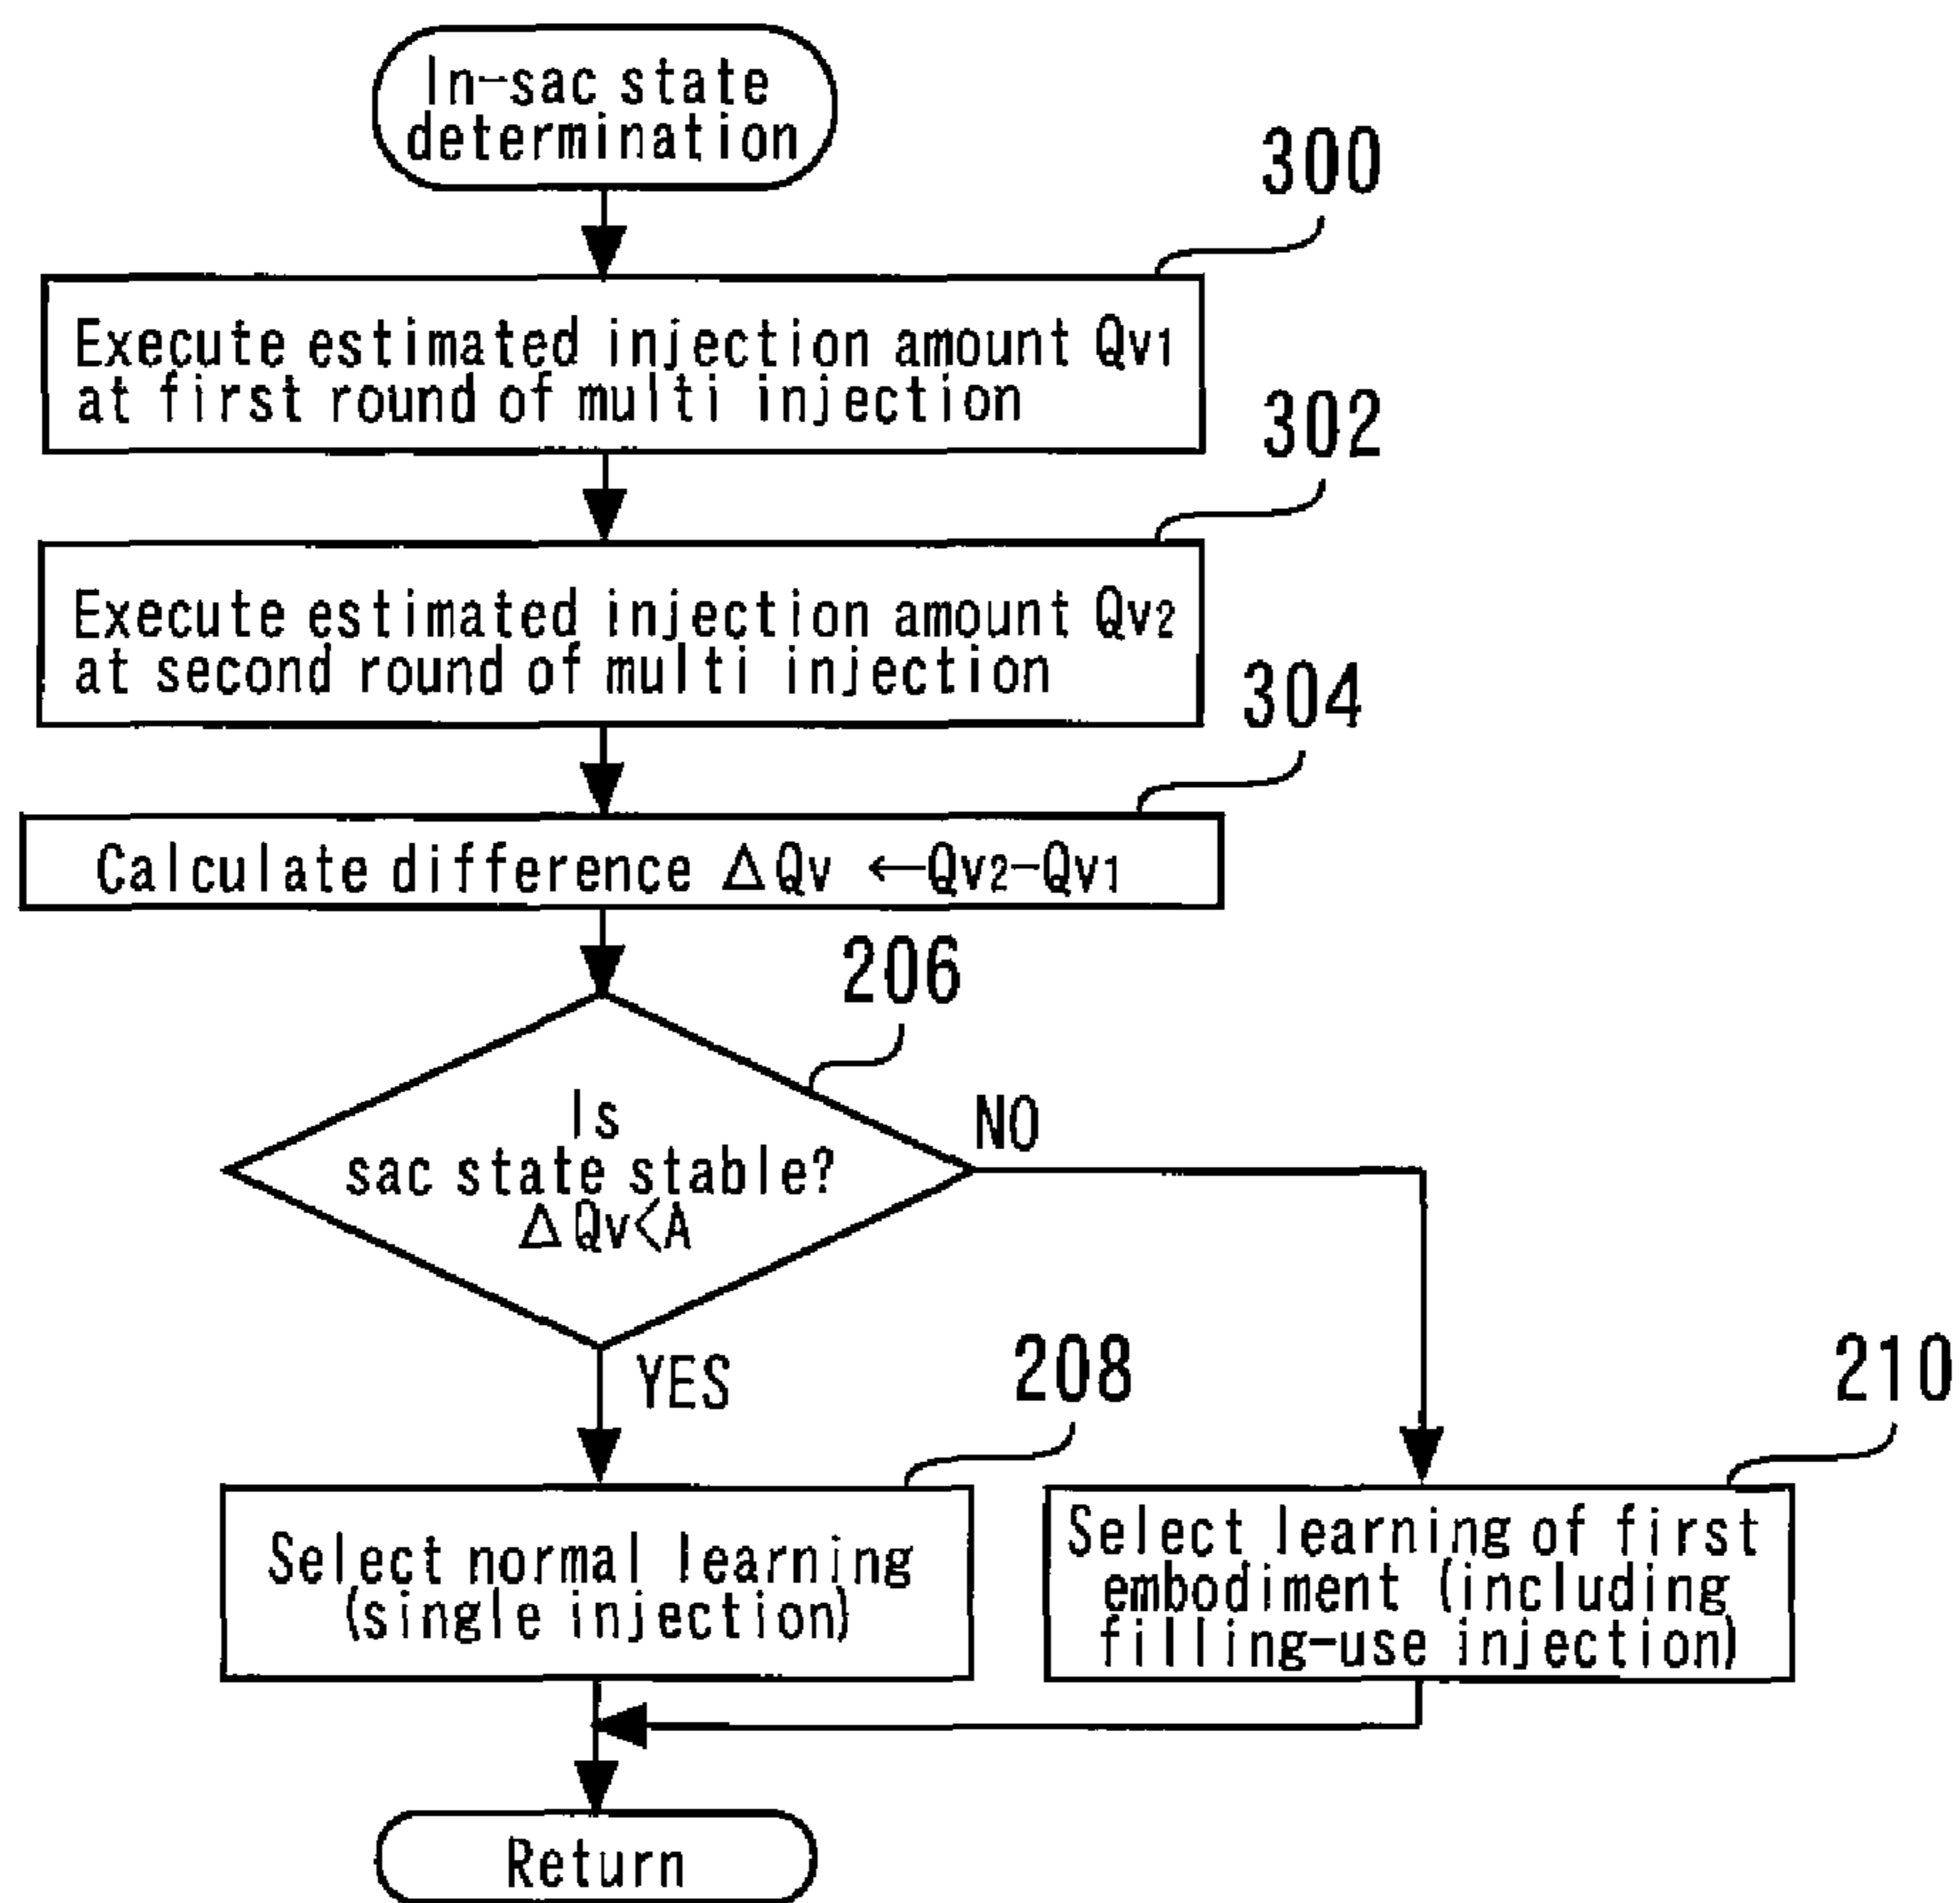 In-sac state
determination
300
Execute estimated injection amount Qv1
at first round of multi injection
302
Execute estimated injection amount Qv2
at second round of multi injection
304
Calculate difference ΔQv ←Qv2-Qv1
206
Is
sac state stable?
ΔQv<A
NO
YES
208
210
Select normal learning
(single injection)
Select learning of first
embodiment (including
filling-use injection)
Return